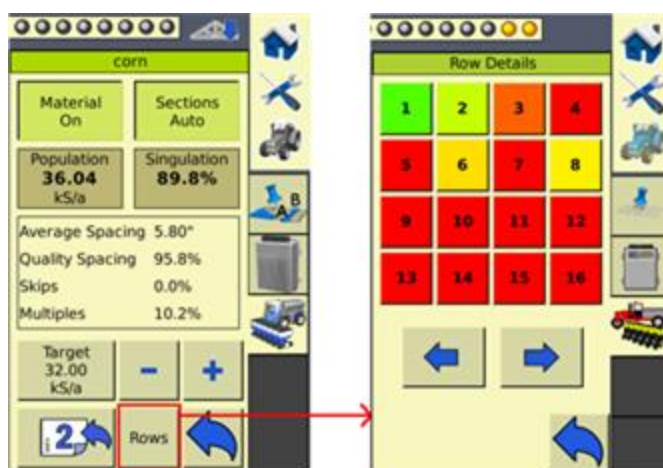 corn
Material
On
Sections
Auto
Population
36.04
kS/a
Singulation
89.8%
Average Spacing 5.80"
Quality Spacing 95.8%
Skips 0.0%
Multiples 10.2%
Target
32.00
kS/a
- +
2
Rows
A B
Row Details
1 2 3 4
5 6 7 8
9 10 11 12
13 14 15 16